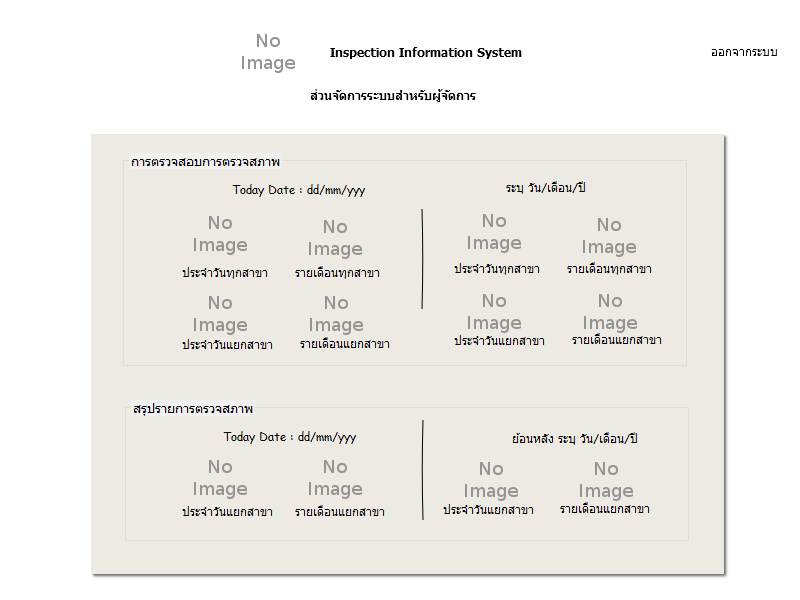 No
Image
Inspection Information System
ออกจากระบบ
ส่วนจัดการระบบสำหรับผู้จัดการ
การตรวจสอบการตรวจสภาพ
Today Date : dd/mm/yyy
ระบุ วัน/เดือน/ปี
No
Image
No
Image
No
Image
No
Image
ประจำวันทุกสาขา
รายเดือนทุกสาขา
ประจำวันทุกสาขา
รายเดือนทุกสาขา
No
Image
No
Image
No
Image
No
Image
ประจำวันแยกสาขา
รายเดือนแยกสาขา
ประจำวันแยกสาขา
รายเดือนแยกสาขา
สรุปรายการตรวจสภาพ
Today Date : dd/mm/yyy
ย้อนหลัง ระบุ วัน/เดือน/ปี
No
Image
No
Image
No
Image
No
Image
ประจำวันแยกสาขา
รายเดือนแยกสาขา
ประจำวันแยกสาขา
รายเดือนแยกสาขา